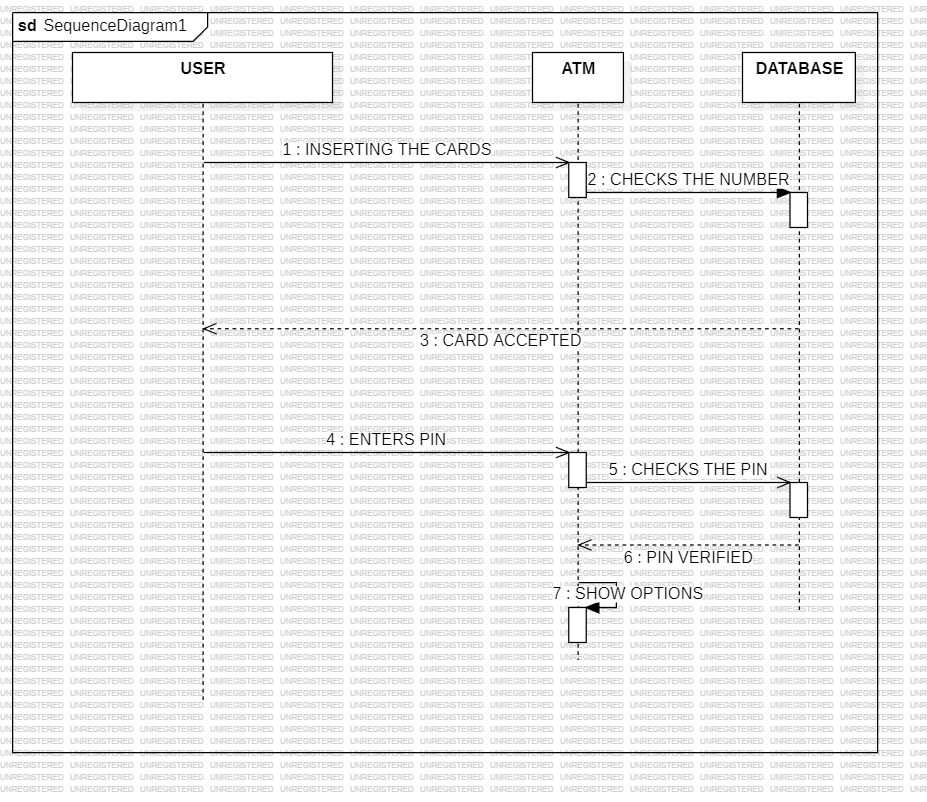 sd SequenceDiagram1
USER
ATM
DATABASE
1 : INSERTING THE CARDS
2 : CHECKS THE NUMBER
3 : CARD ACCEPTED
4 : ENTERS PIN
5 : CHECKS THE PIN
6 : PIN VERIFIED
7 : SHOW OPTIONS
UNREGISTERED